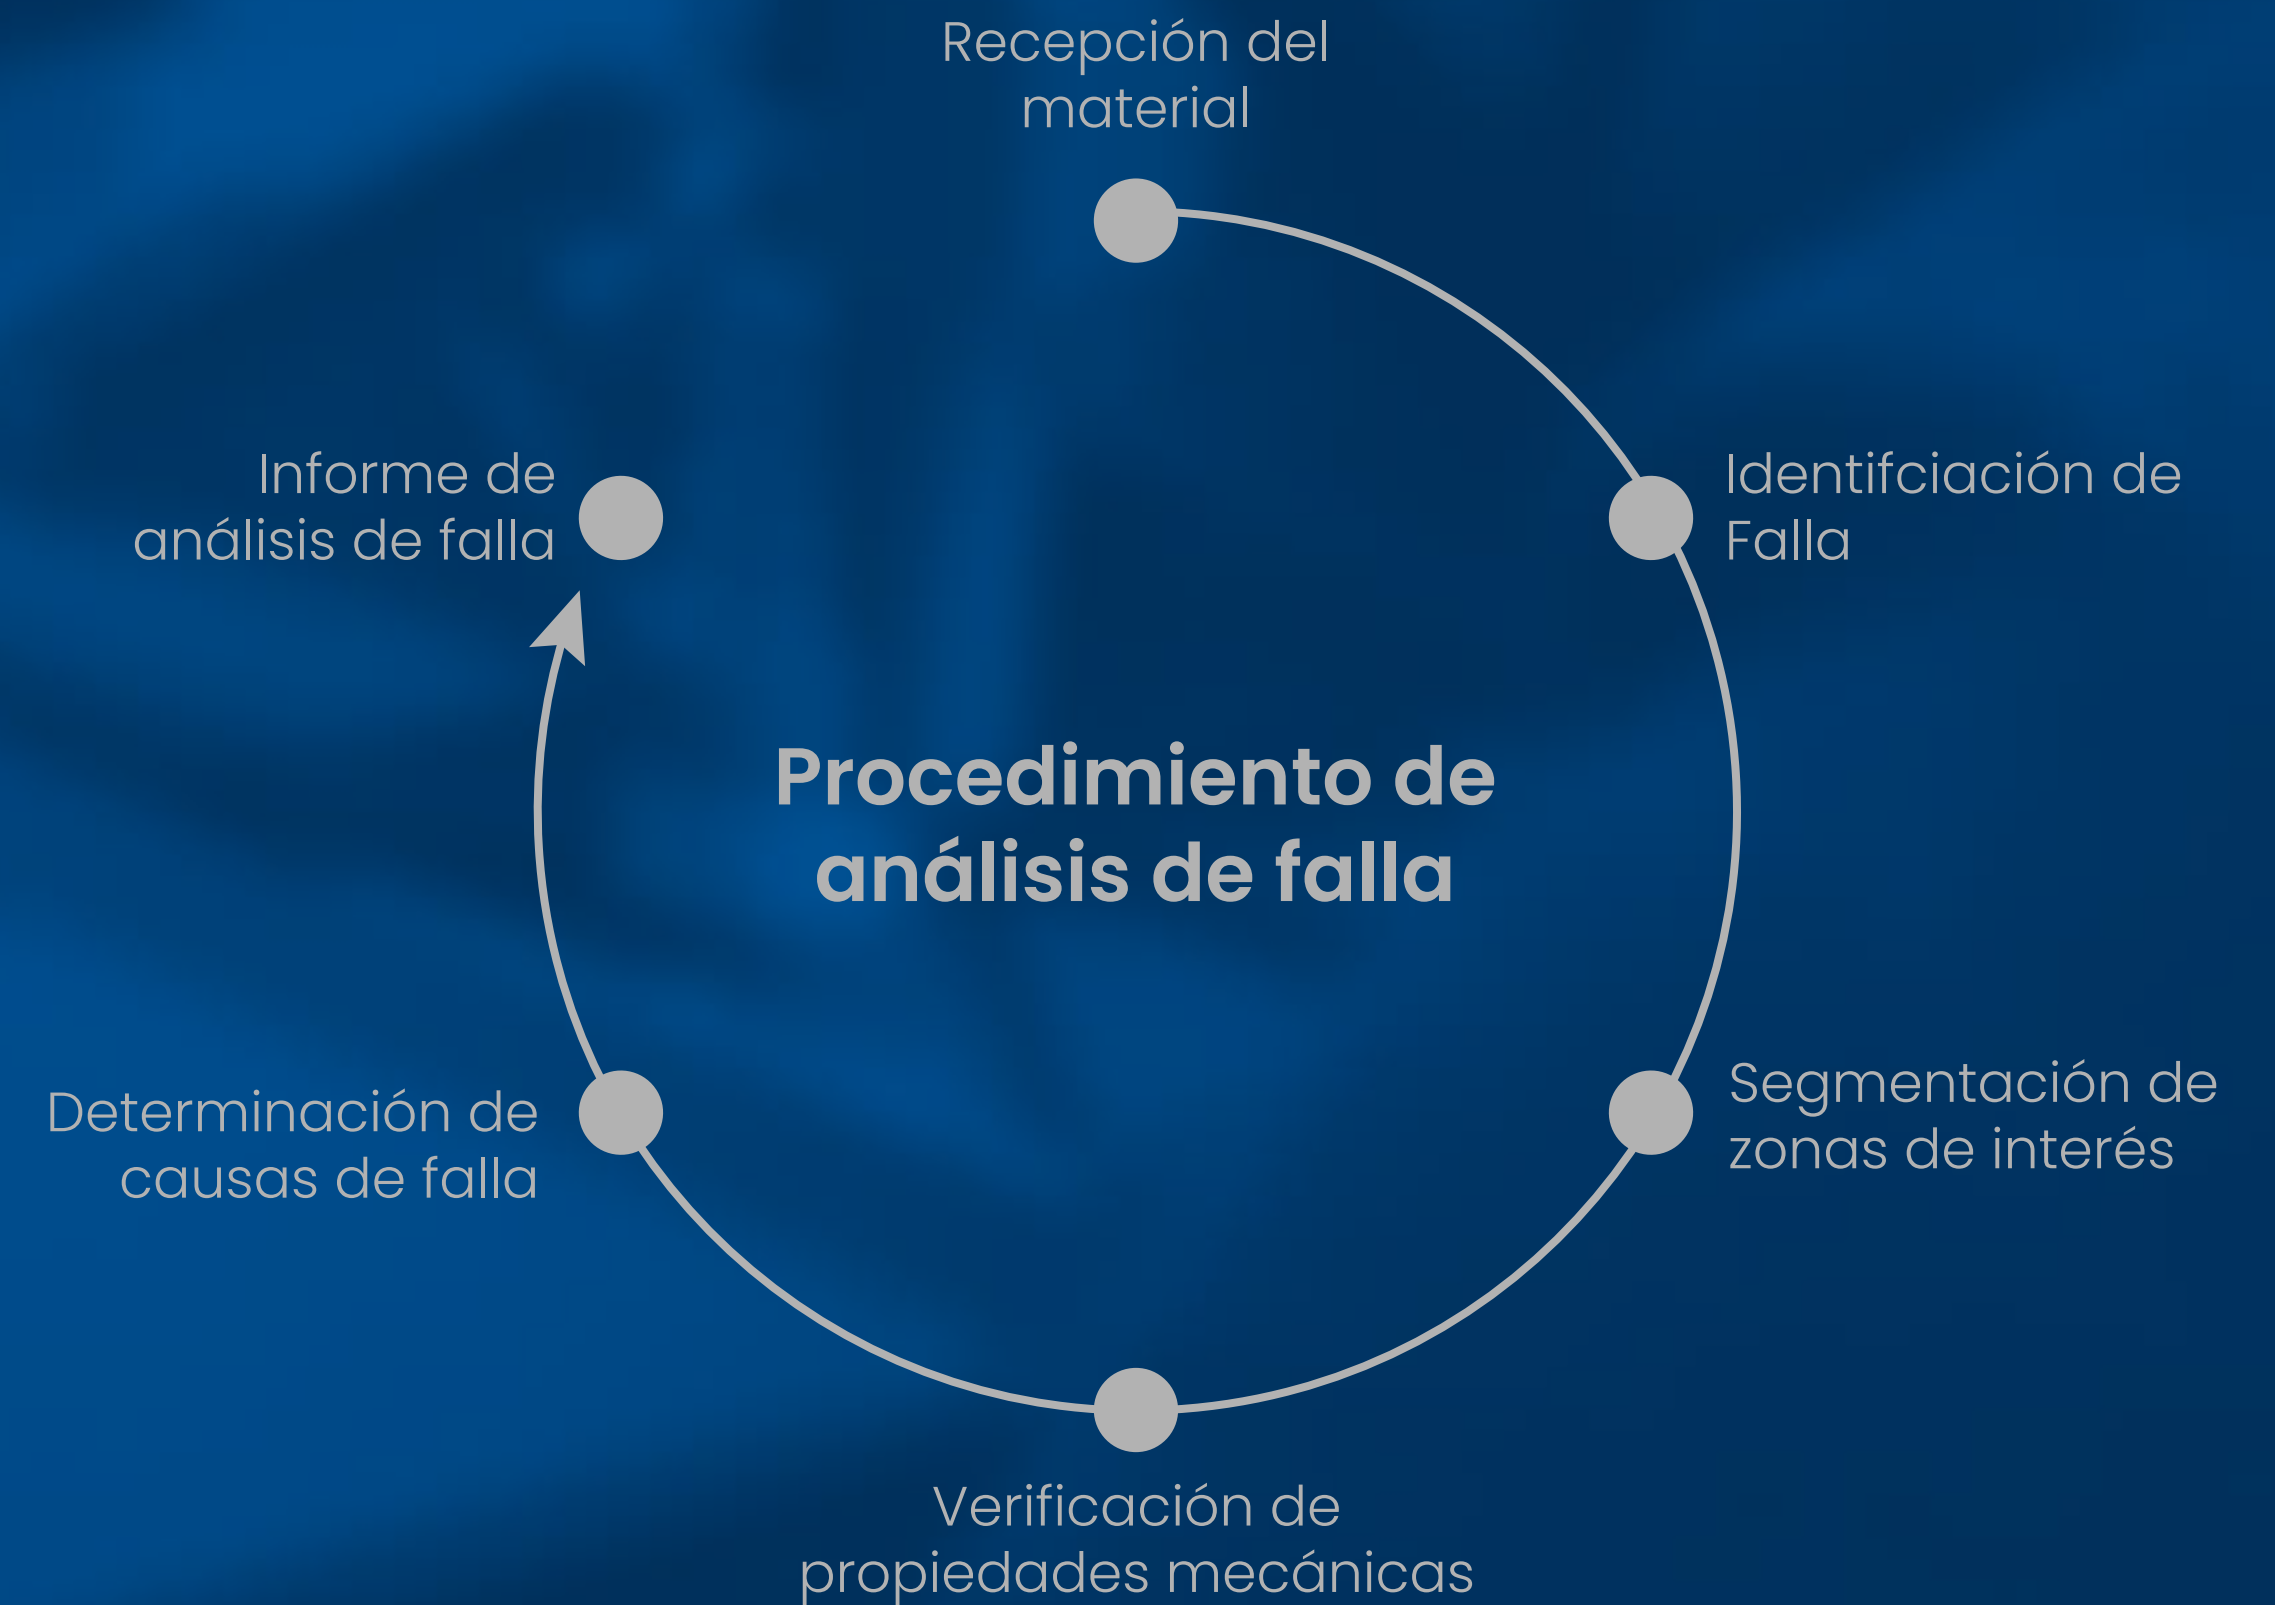 Recepción del
material
Identifciación de
Falla
Segmentación de
zonas de interés
Verificación de
propiedades mecánicas
Determinación de
causas de falla
Informe de
análisis de falla
Procedimiento de
análisis de falla